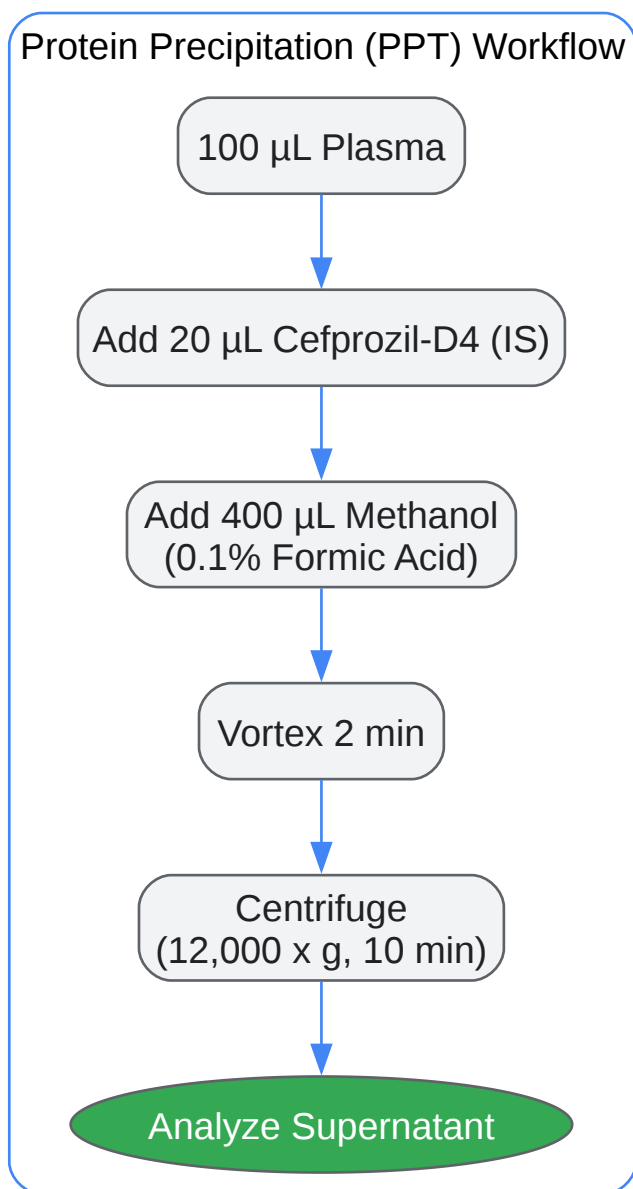 Protein Precipitation (PPT) Workflow
100 µL Plasma
Add 20 µL Cefprozil-D4 (IS)
Add 400 µL Methanol
(0.1% Formic Acid)
Vortex 2 min
Centrifuge
(12,000 x g, 10 min)
Analyze Supernatant